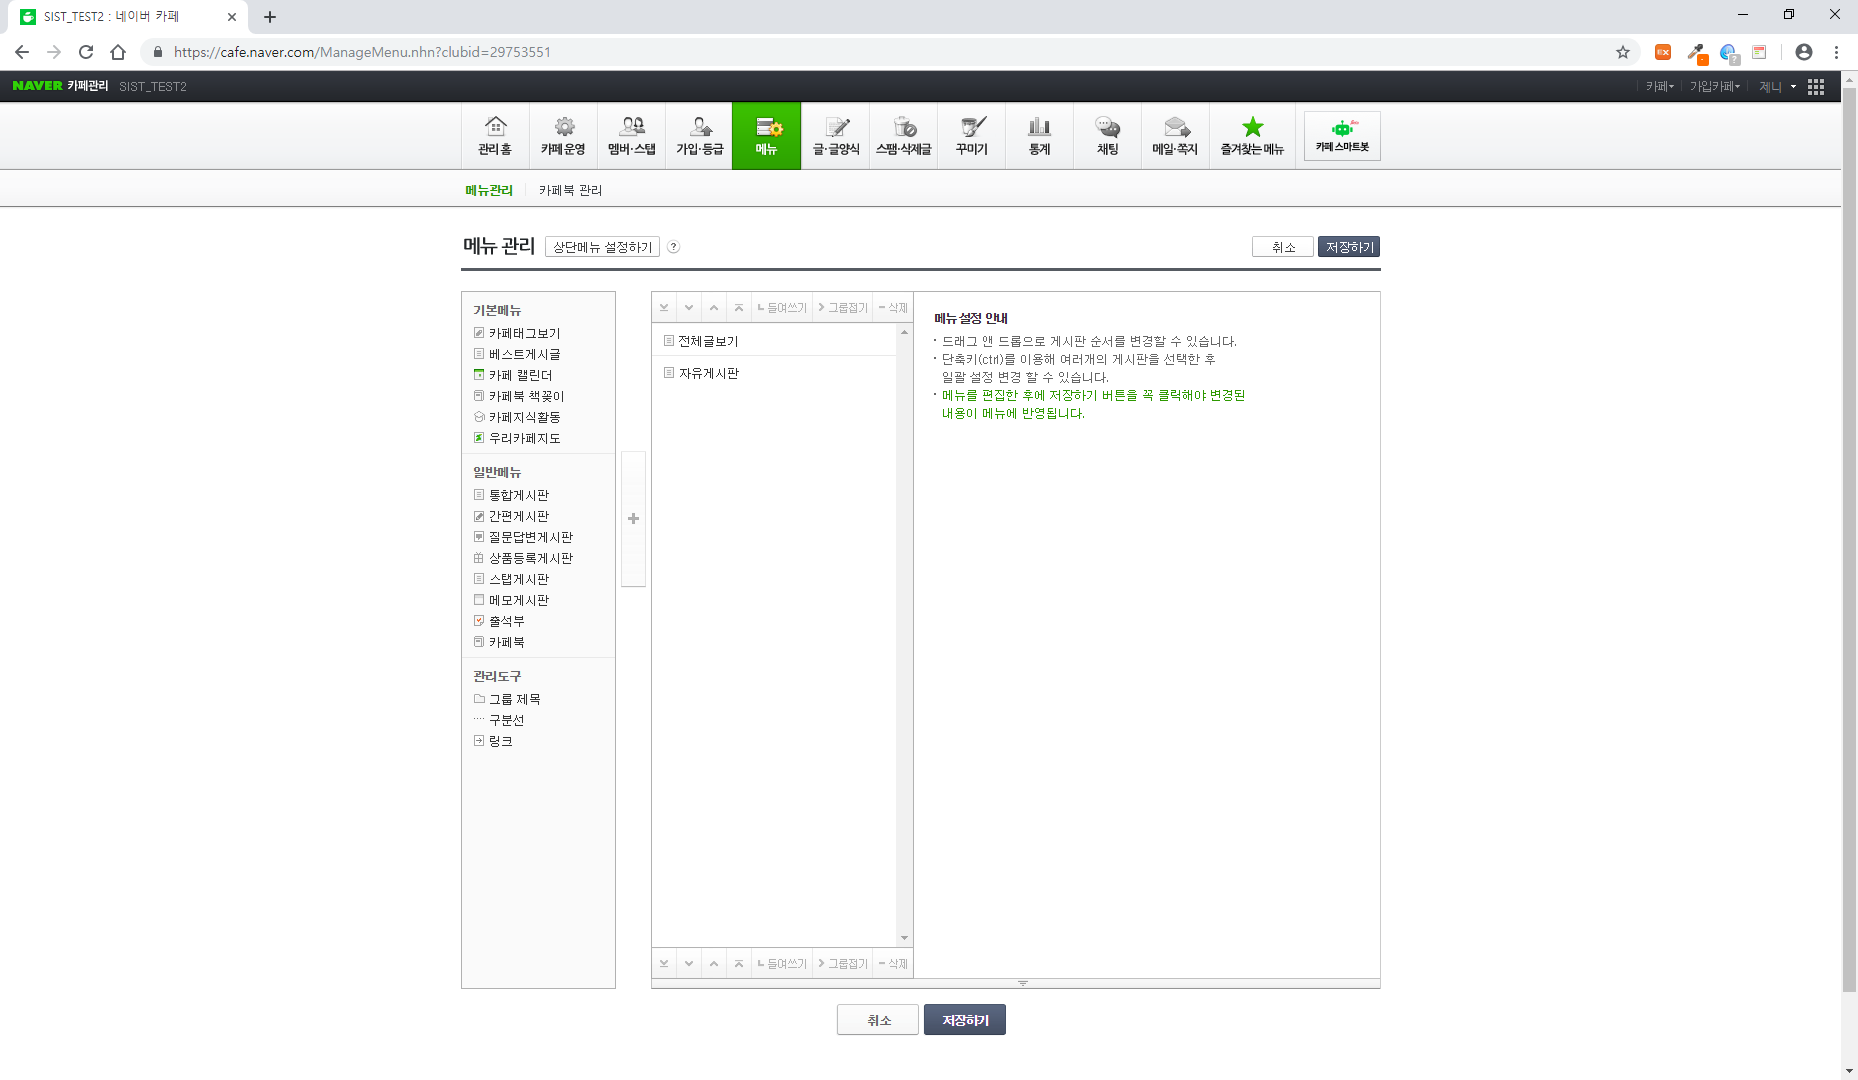 SIST_TEST2 : 네이버 카페
https://cafe.naver.com/ManageMenu.nhn?clubid=29753551
NAVER 카페관리 SIST_TEST2
카페 가입카페 제니
관리 홈 카페 운영 멤버·스탭 가입·등급 메뉴 글·글양식 스팸·삭제글 꾸미기 통계 채팅 메일·쪽지 즐겨찾는 메뉴 카페 스마트봇
메뉴관리 카페북 관리
메뉴 관리 상단메뉴 설정하기 ? 취소 저장하기
기본메뉴
카페태그보기
베스트게시글
카페 캘린더
카페북 책꽂이
카페지식활동
우리카페지도
일반메뉴
통합게시판
간편게시판
질문답변게시판
상품등록게시판
스탭게시판
메모게시판
출석부
카페북
관리도구
그룹 제목
구분선
링크
들여쓰기 그룹접기 삭제
전체글보기
자유게시판
들여쓰기 그룹접기 삭제
메뉴 설정 안내
· 드래그 앤 드롭으로 게시판 순서를 변경할 수 있습니다.
· 단축키(ctrl)를 이용해 여러개의 게시판을 선택한 후
일괄 설정 변경 할 수 있습니다.
· 메뉴를 편집한 후에 저장하기 버튼을 꼭 클릭해야 변경된
내용이 메뉴에 반영됩니다.
취소 저장하기